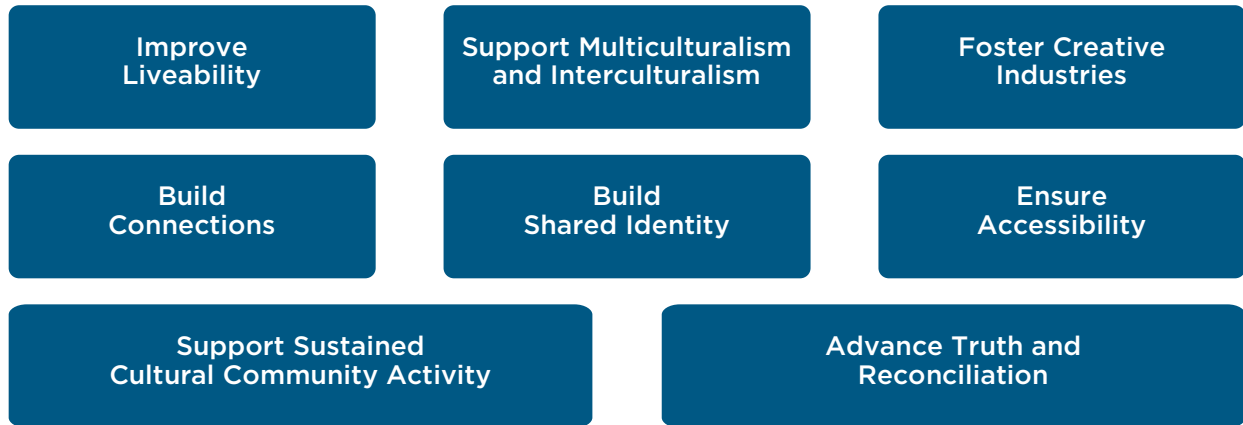 Improve
Liveability
Support Multiculturalism
and Interculturalism
Foster Creative
Industries
Build
Connections
Build
Shared Identity
Ensure
Accessibility
Support Sustained
Cultural Community Activity
Advance Truth and
Reconciliation